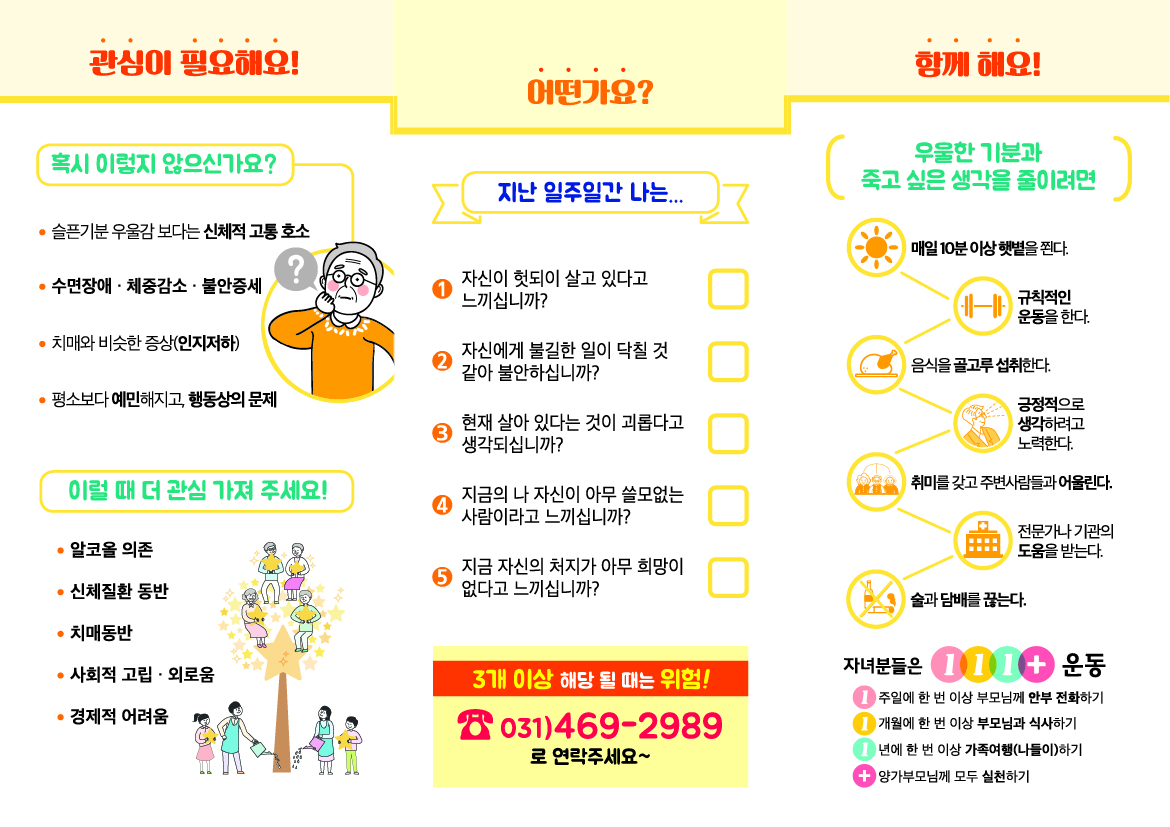 관심이 필요해요!
혹시 이렇지 않으신가요?
• 슬픈기분 우울감 보다는 신체적 고통 호소
• 수면장애 · 체중감소 · 불안증세
• 치매와 비슷한 증상(인지저하)
• 평소보다 예민해지고, 행동상의 문제
?
이럴 때 더 관심 가져 주세요!
• 알코올 의존
• 신체질환 동반
• 치매동반
• 사회적 고립 · 외로움
• 경제적 어려움
어떤가요?
지난 일주일간 나는...
1 자신이 헛되이 살고 있다고
느끼십니까?
2 자신에게 불길한 일이 닥칠 것
같아 불안하십니까?
3 현재 살아 있다는 것이 괴롭다고
생각되십니까?
4 지금의 나 자신이 아무 쓸모없는
사람이라고 느끼십니까?
5 지금 자신의 처지가 아무 희망이
없다고 느끼십니까?
3개 이상 해당 될 때는 위험!
☎ 031)469-2989
로 연락주세요~
함께 해요!
우울한 기분과
죽고 싶은 생각을 줄이려면
매일 10분 이상 햇볕을 쬔다.
규칙적인
운동을 한다.
음식을 골고루 섭취한다.
긍정적으로
생각하려고
노력한다.
취미를 갖고 주변사람들과 어울린다.
전문가나 기관의
도움을 받는다.
술과 담배를 끊는다.
자녀분들은 111+ 운동
1 주일에 한 번 이상 부모님께 안부 전화하기
1 개월에 한 번 이상 부모님과 식사하기
1 년에 한 번 이상 가족여행(나들이)하기
+ 양가부모님께 모두 실천하기